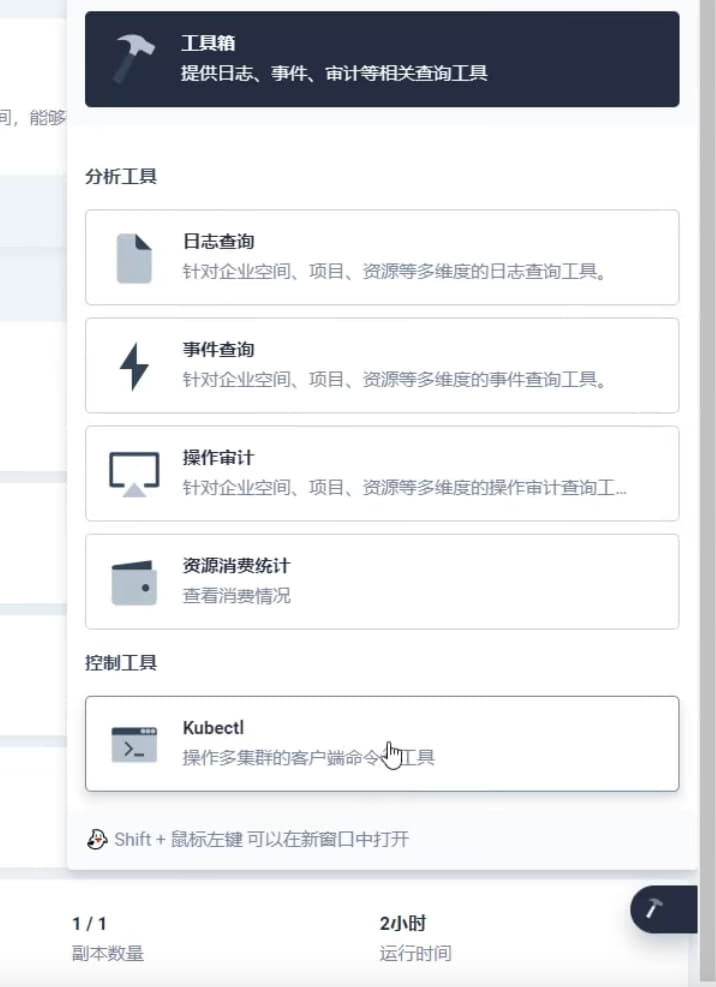 工具箱
提供日志、事件、审计等相关查询工具
间，能够
分析工具
日志查询
针对企业空间、项目、资源等多维度的日志查询工具。
事件查询
针对企业空间、项目、资源等多维度的事件查询工具。
操作审计
针对企业空间、项目、资源等多维度的操作审计查询工...
资源消费统计
查看消费情况
控制工具
Kubectl
操作多集群的客户端命令工具
Shift + 鼠标左键 可以在新窗口中打开
1 / 1
2小时
副本数量
运行时间